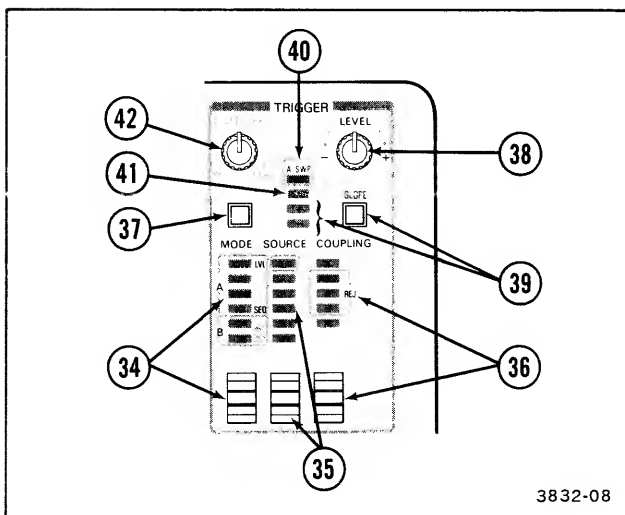 40
TRIGGER
42
LEVEL
- +
38
A SWP
41
SLOPE
37
39
MODE SOURCE COUPLING
LVL
A
REJ
SEQ
34
B
36
35
3832-08